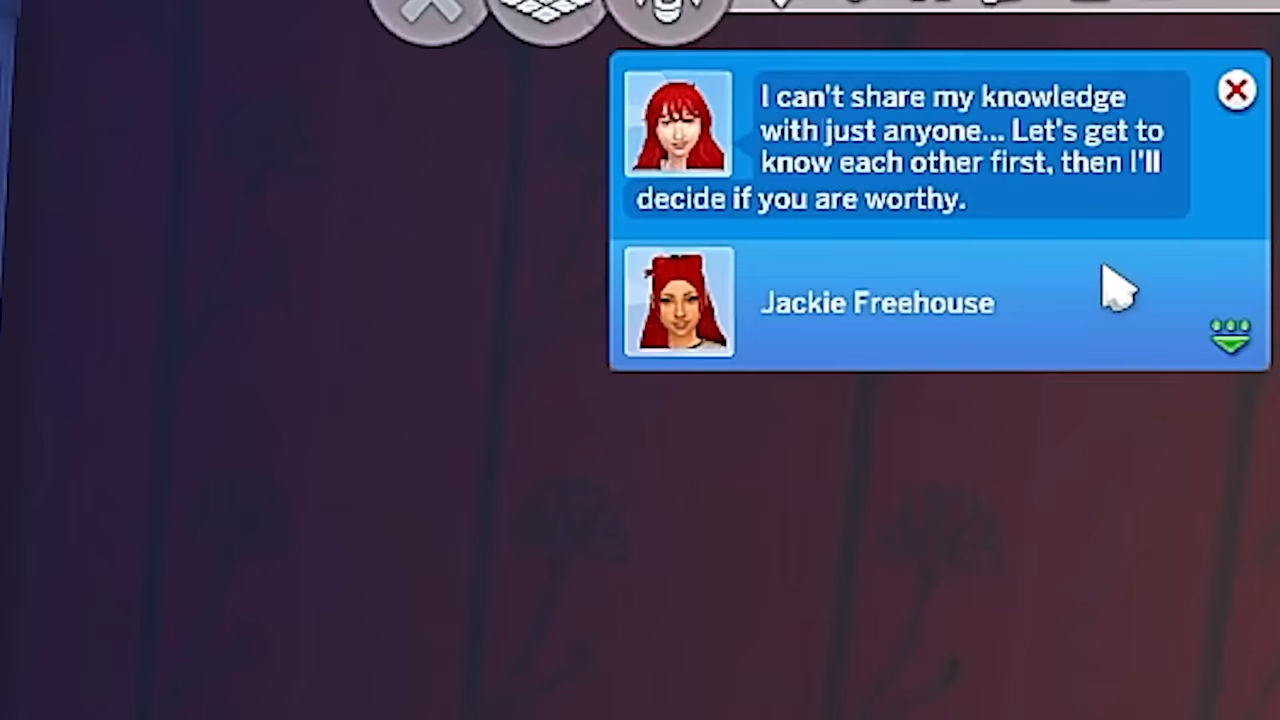 I can't share my knowledge
with just anyone... Let's get to
know each other first, then I'll
decide if you are worthy.
Jackie Freehouse